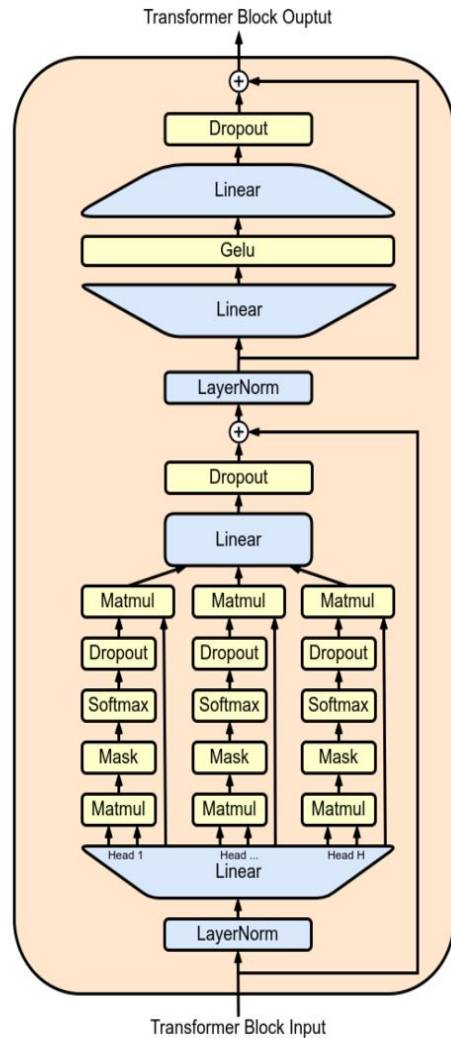 Transformer Block Ouptut
+
Dropout
Linear
Gelu
Linear
LayerNorm
+
Dropout
Linear
Matmul Matmul Matmul
Dropout Dropout Dropout
Softmax Softmax Softmax
Mask Mask Mask
Matmul Matmul Matmul
Head 1 Head ... Head H
Linear
LayerNorm
Transformer Block Input